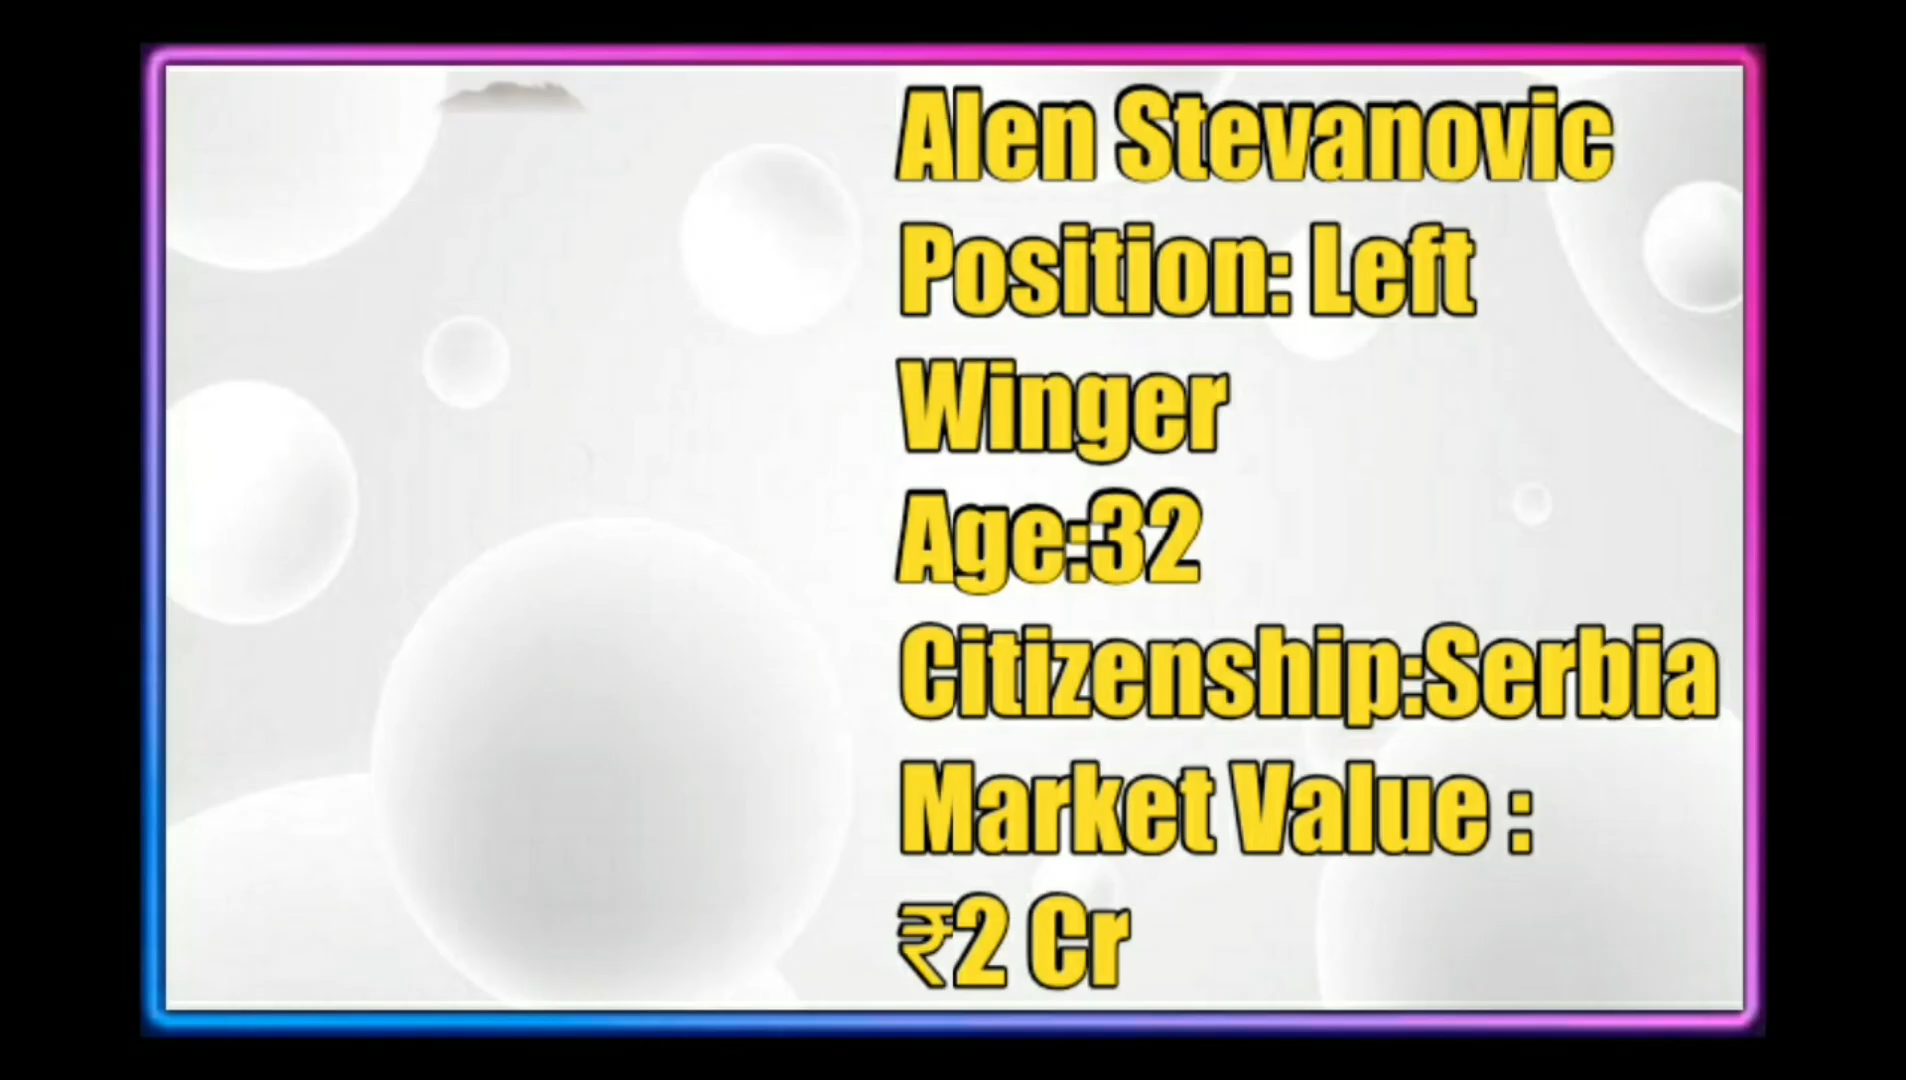 Alen Stevanovic
Position: Left
Winger
Age:32
Citizenship:Serbia
Market Value :
₹2 Cr